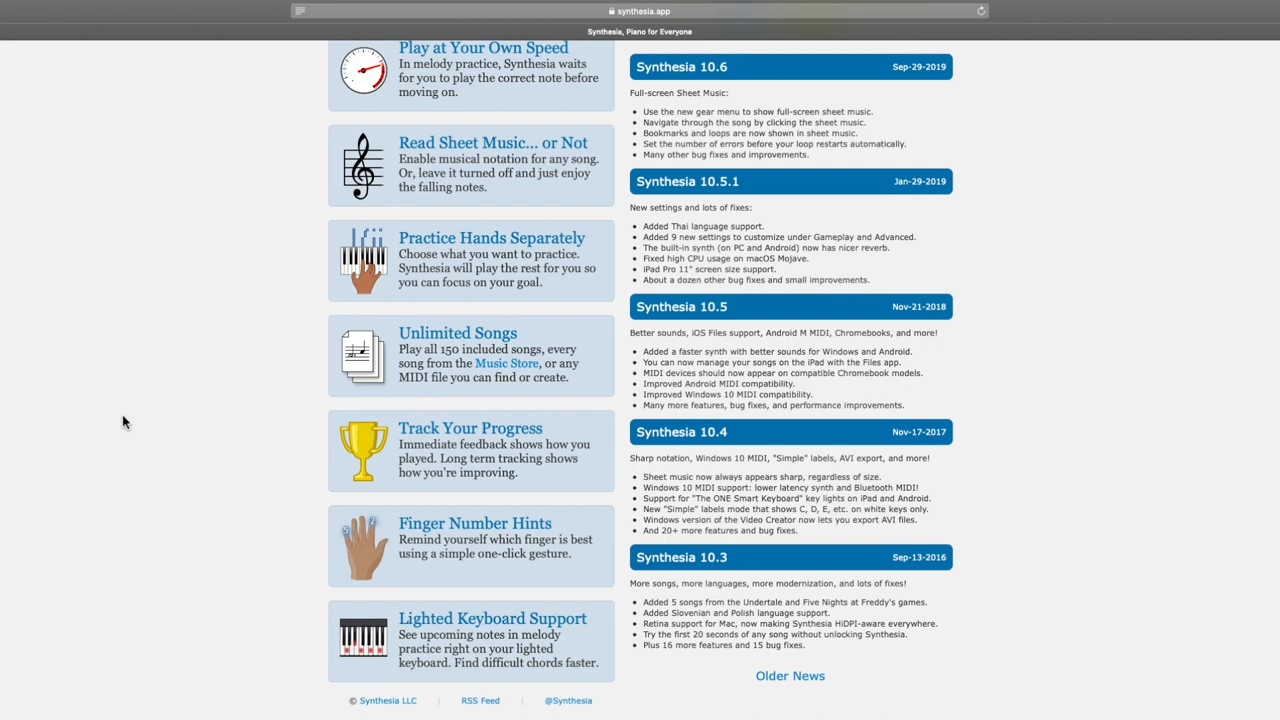 synthesia.app
Synthesia, Piano for Everyone
Play at Your Own Speed
In melody practice, Synthesia waits
for you to play the correct note before
moving on.
Read Sheet Music... or Not
Enable musical notation for any song.
Or, leave it turned off and just enjoy
the falling notes.
Practice Hands Separately
Choose what you want to practice.
Synthesia will play the rest for you so
you can focus on your goal.
Unlimited Songs
Play all 150 included songs, every
song from the Music Store, or any
MIDI file you can find or create.
Track Your Progress
Immediate feedback shows how you
played. Long term tracking shows
how you're improving.
5 2
Finger Number Hints
Remind yourself which finger is best
using a simple one-click gesture.
Lighted Keyboard Support
See upcoming notes in melody
practice right on your lighted
keyboard. Find difficult chords faster.
© Synthesia LLC | RSS Feed | @Synthesia
Synthesia 10.6 Sep-29-2019
Full-screen Sheet Music:
• Use the new gear menu to show full-screen sheet music.
• Navigate through the song by clicking the sheet music.
• Bookmarks and loops are now shown in sheet music.
• Set the number of errors before your loop restarts automatically.
• Many other bug fixes and improvements.
Synthesia 10.5.1 Jan-29-2019
New settings and lots of fixes:
• Added Thai language support.
• Added 9 new settings to customize under Gameplay and Advanced.
• The built-in synth (on PC and Android) now has nicer reverb.
• Fixed high CPU usage on macOS Mojave.
• iPad Pro 11" screen size support.
• About a dozen other bug fixes and small improvements.
Synthesia 10.5 Nov-21-2018
Better sounds, iOS Files support, Android M MIDI, Chromebooks, and more!
• Added a faster synth with better sounds for Windows and Android.
• You can now manage your songs on the iPad with the Files app.
• MIDI devices should now appear on compatible Chromebook models.
• Improved Android MIDI compatibility.
• Improved Windows 10 MIDI compatibility.
• Many more features, bug fixes, and performance improvements.
Synthesia 10.4 Nov-17-2017
Sharp notation, Windows 10 MIDI, "Simple" labels, AVI export, and more!
• Sheet music now always appears sharp, regardless of size.
• Windows 10 MIDI support: lower latency synth and Bluetooth MIDI!
• Support for "The ONE Smart Keyboard" key lights on iPad and Android.
• New "Simple" labels mode that shows C, D, E, etc. on white keys only.
• Windows version of the Video Creator now lets you export AVI files.
• And 20+ more features and bug fixes.
Synthesia 10.3 Sep-13-2016
More songs, more languages, more modernization, and lots of fixes!
• Added 5 songs from the Undertale and Five Nights at Freddy's games.
• Added Slovenian and Polish language support.
• Retina support for Mac, now making Synthesia HiDPI-aware everywhere.
• Try the first 20 seconds of any song without unlocking Synthesia.
• Plus 16 more features and 15 bug fixes.
Older News